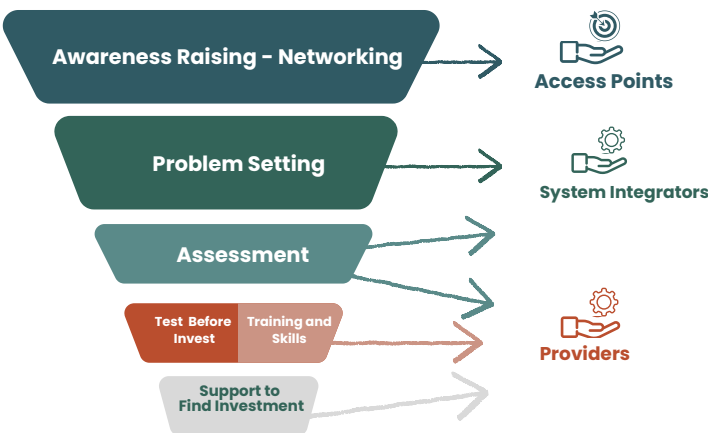 Awareness Raising - Networking
Access Points
Problem Setting
System Integrators
Assessment
Test Before
Invest
Training and
Skills
Providers
Support to
Find Investment